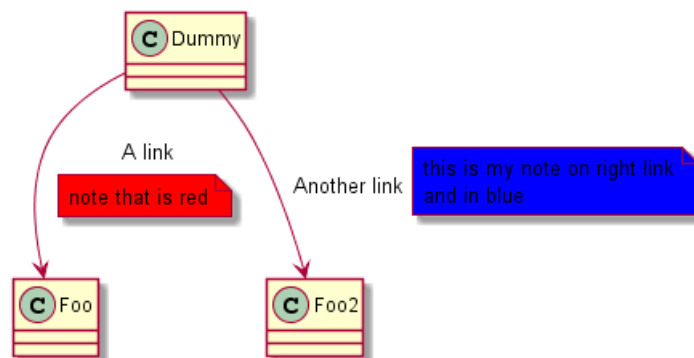 C Dummy
A link
note that is red
Another link
this is my note on right link
and in blue
C Foo
C Foo2